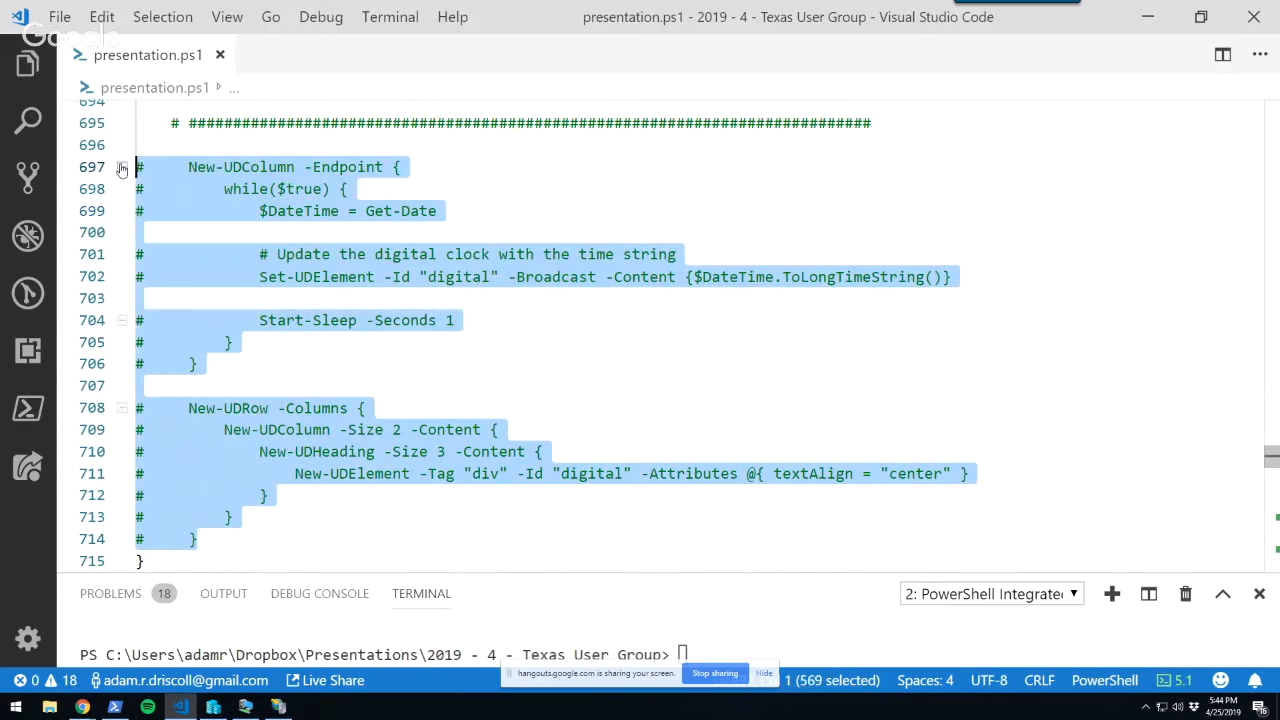 File Edit Selection View Go Debug Terminal Help presentation.ps1 - 2019 - 4 - Texas User Group - Visual Studio Code
Google
presentation.ps1
presentation.ps1 ...
694
695 # #############################################################################
696
697 # New-UDColumn -Endpoint {
698 # while($true) {
699 # $DateTime = Get-Date
700
701 # # Update the digital clock with the time string
702 # Set-UDElement -Id "digital" -Broadcast -Content {$DateTime.ToLongTimeString()}
703
704 # Start-Sleep -Seconds 1
705 # }
706 # }
707
708 # New-UDRow -Columns {
709 # New-UDColumn -Size 2 -Content {
710 # New-UDHeading -Size 3 -Content {
711 # New-UDElement -Tag "div" -Id "digital" -Attributes @{ textAlign = "center" }
712 # }
713 # }
714 # }
715 }
PROBLEMS 18 OUTPUT DEBUG CONSOLE TERMINAL 2: PowerShell Integrate
PS C:\Users\adamr\Dropbox\Presentations\2019 - 4 - Texas User Group>
hangouts.google.com is sharing your screen. Stop sharing Hide
0 18 adam.r.driscoll@gmail.com Live Share 1 (569 selected) Spaces: 4 UTF-8 CRLF PowerShell 5.1
5:44 PM
4/25/2019 16